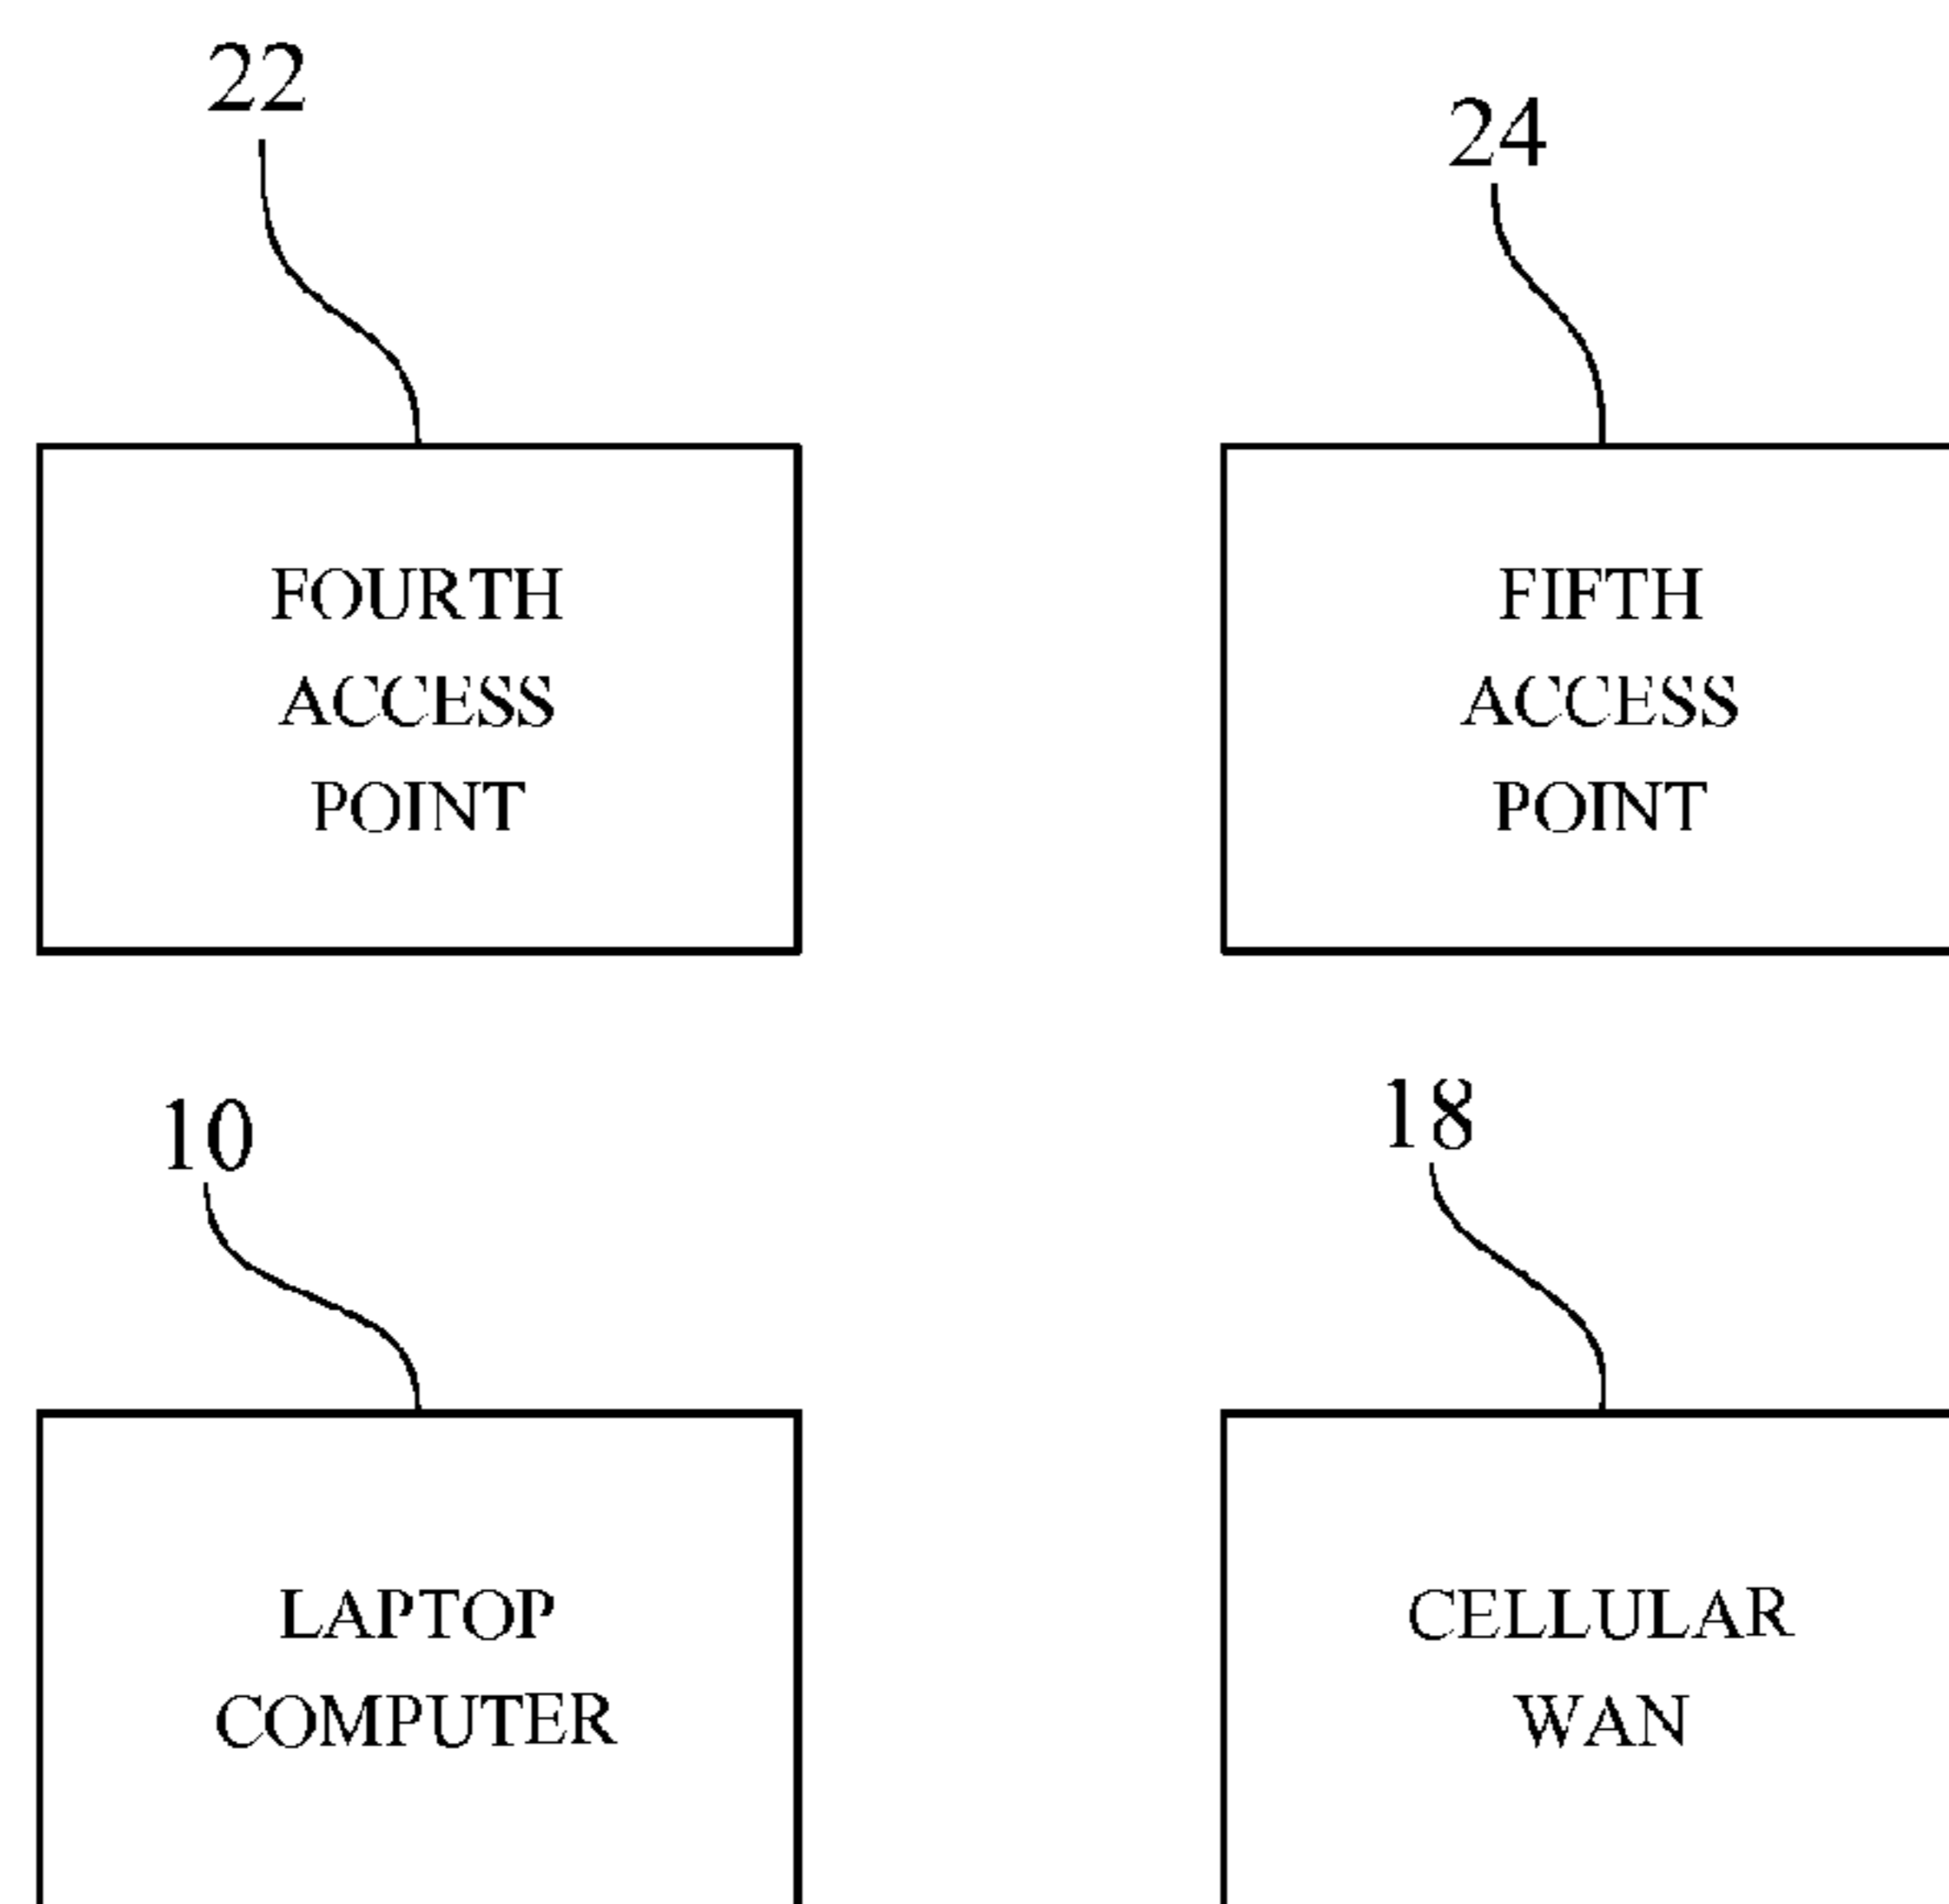 22
24
FOURTH
ACCESS
POINT
FIFTH
ACCESS
POINT
10
18
LAPTOP
COMPUTER
CELLULAR
WAN